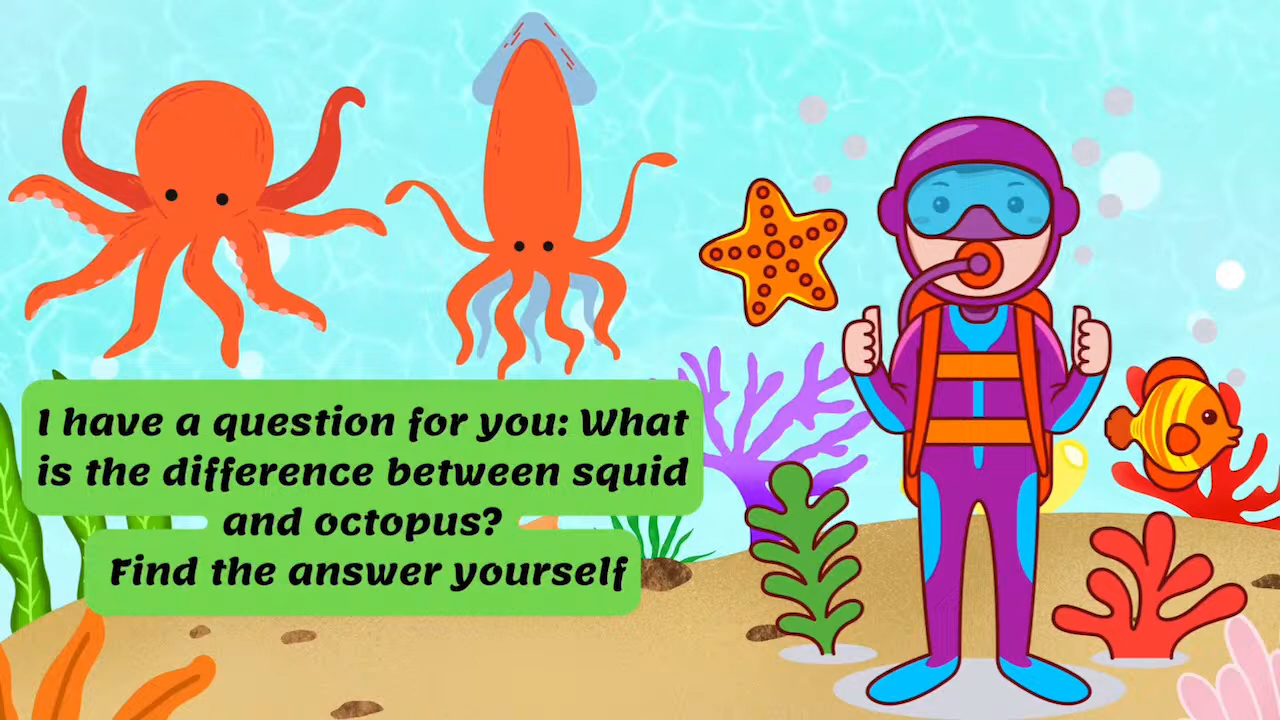 I have a question for you: What
is the difference between squid
and octopus?
Find the answer yourself